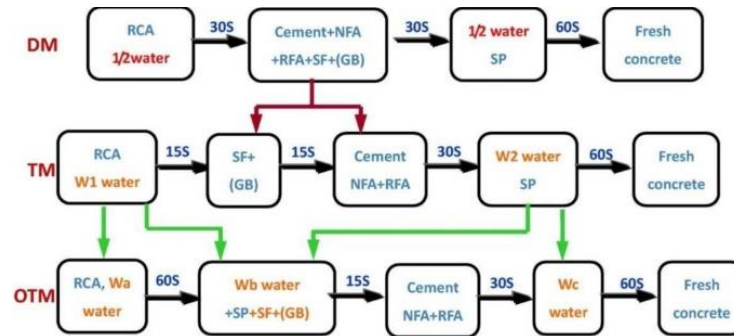 DM
RCA
1/2water
30S
Cement+NFA
+RFA+SF+(GB)
30S
1/2 water
SP
60S
Fresh
concrete
TM
RCA
W1 water
15S
SF+
(GB)
15S
Cement
NFA+RFA
30S
W2 water
SP
60S
Fresh
concrete
OTM
RCA, Wa
water
60S
Wb water
+SP+SF+(GB)
15S
Cement
NFA+RFA
30S
Wc
water
60S
Fresh
concrete